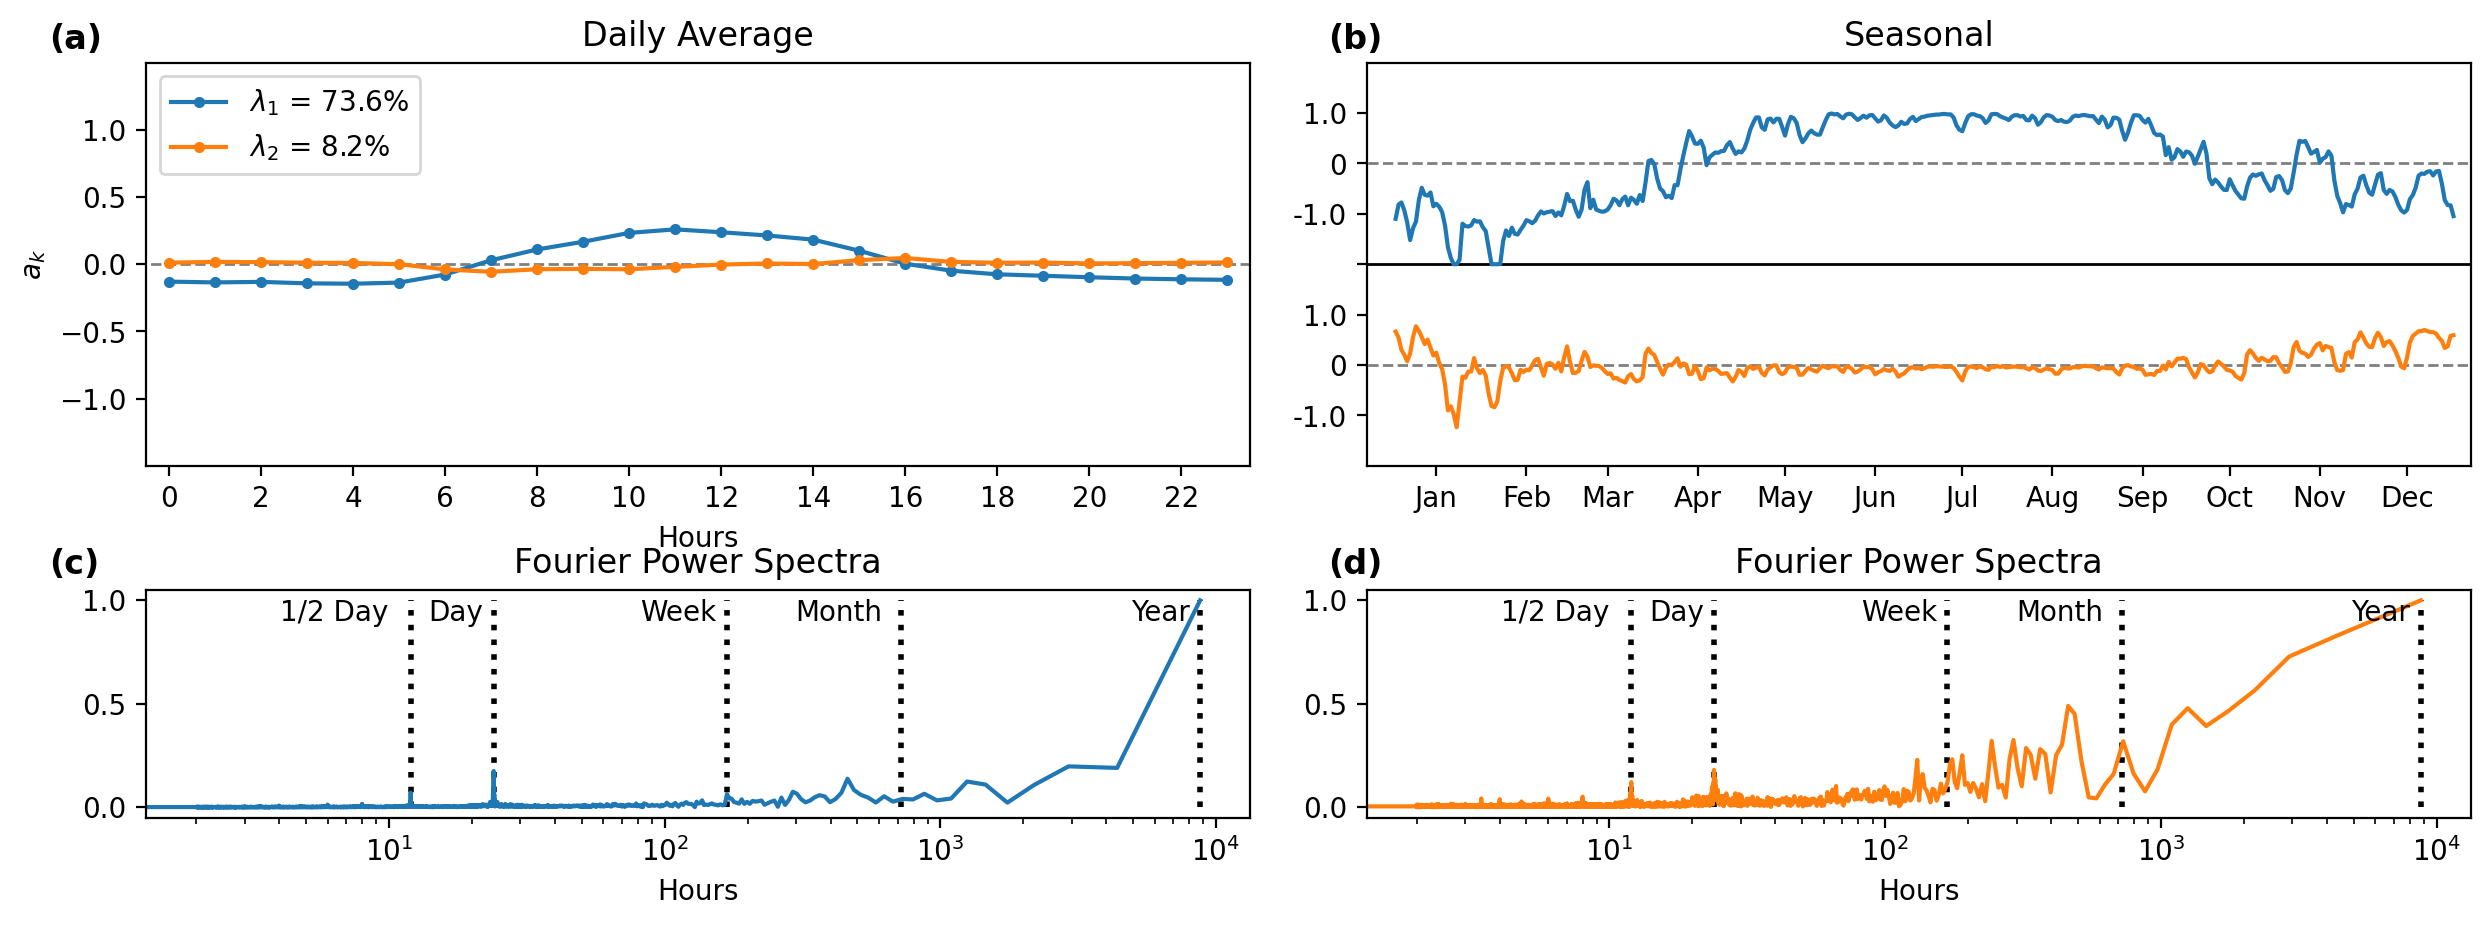 (a)
Daily Average
λ1 = 73.6%
λ2 = 8.2%
1.0
0.5
0.0
−0.5
−1.0
ak
0 2 4 6 8 10 12 14 16 18 20 22
Hours
(b)
Seasonal
1.0
0
-1.0
1.0
0
-1.0
Jan Feb Mar Apr May Jun Jul Aug Sep Oct Nov Dec
(c)
Fourier Power Spectra
1/2 Day Day Week Month Year
1.0
0.5
0.0
10^1 10^2 10^3 10^4
Hours
(d)
Fourier Power Spectra
1/2 Day Day Week Month Year
1.0
0.5
0.0
10^1 10^2 10^3 10^4
Hours